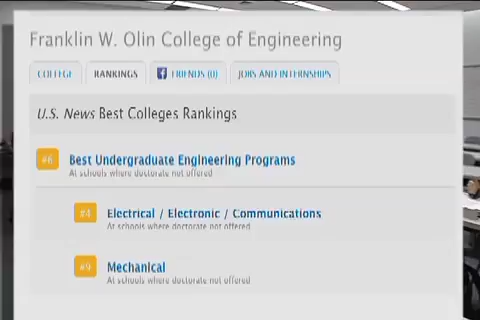 Franklin W. Olin College of Engineering
COLLEGE RANKINGS FRIENDS (0) JOBS AND INTERNSHIPS
U.S. News Best Colleges Rankings
#6 Best Undergraduate Engineering Programs
At schools where doctorate not offered
#4 Electrical / Electronic / Communications
At schools where doctorate not offered
#9 Mechanical
At schools where doctorate not offered